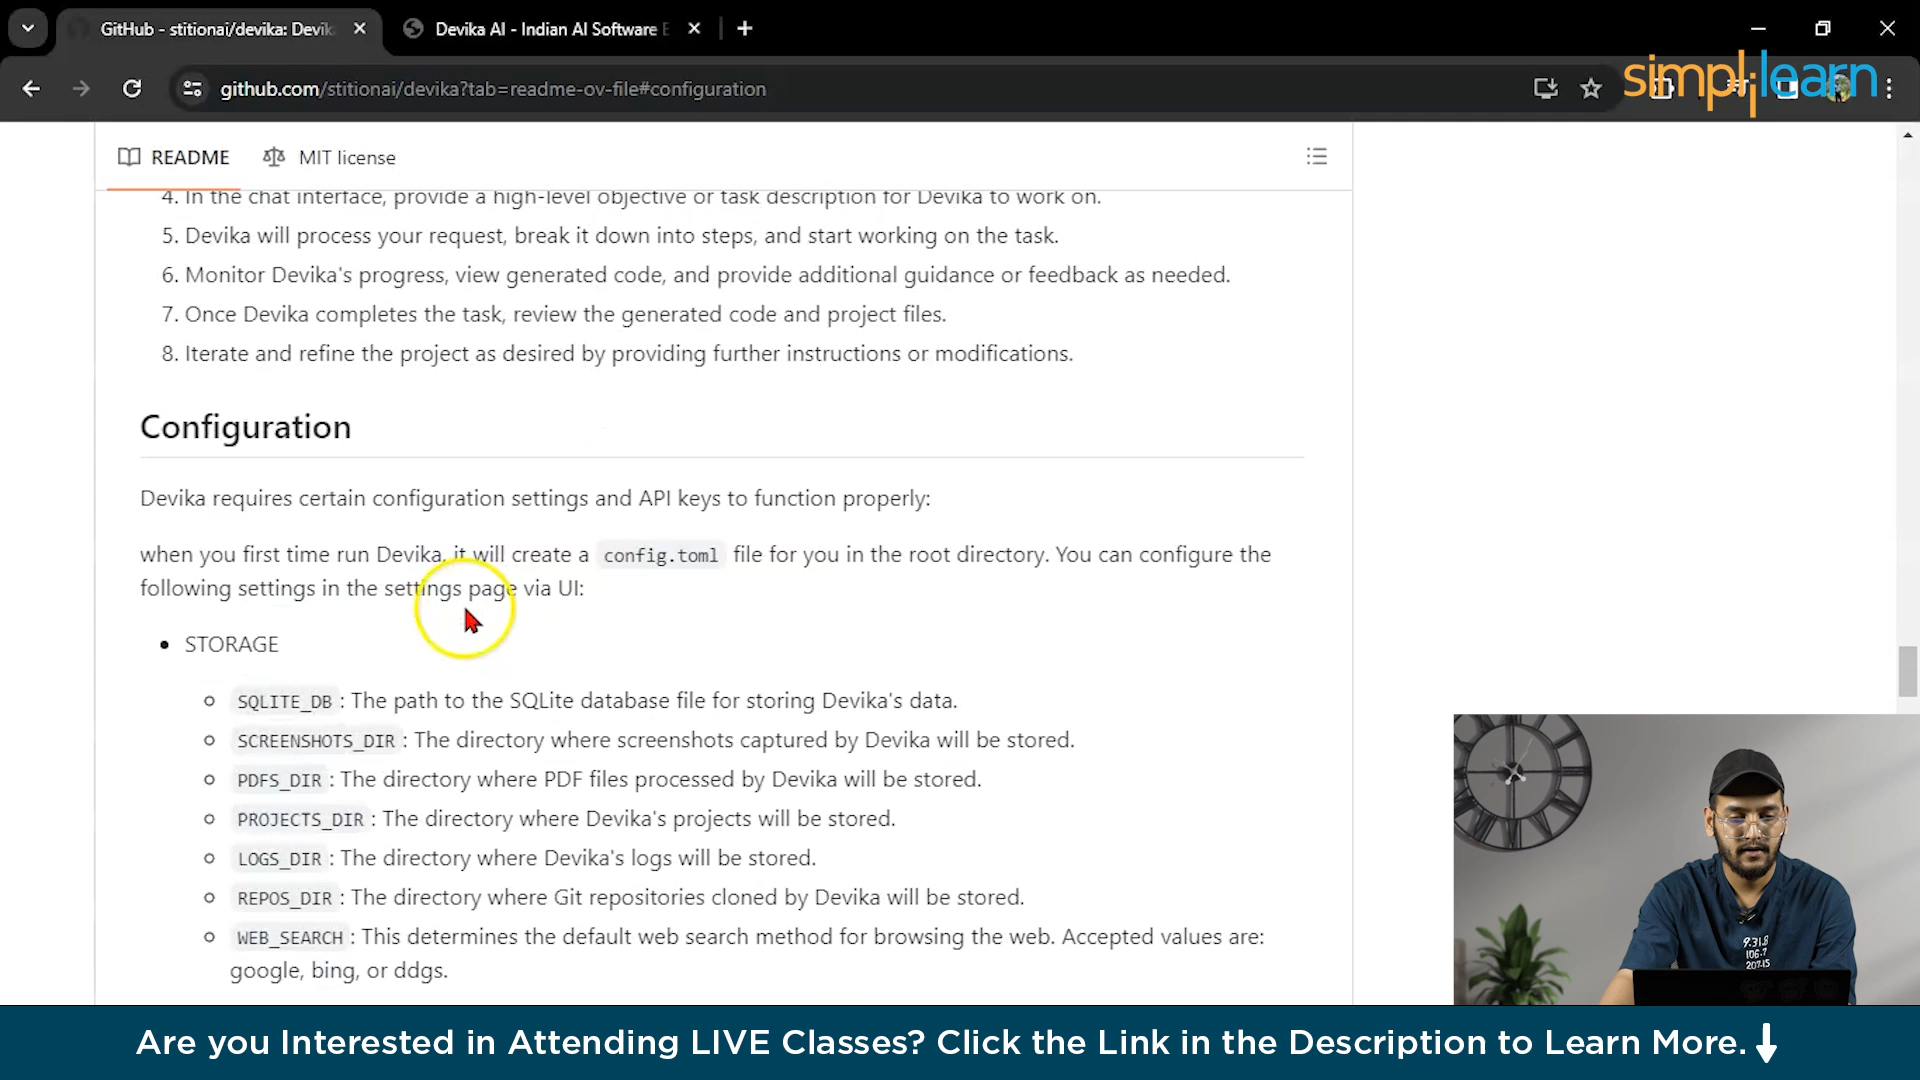 GitHub - stitionai/devika: Devik
Devika AI - Indian AI Software E
github.com/stitionai/devika?tab=readme-ov-file#configuration
simplilearn
README
MIT license
4. In the chat interface, provide a high-level objective or task description for Devika to work on.
5. Devika will process your request, break it down into steps, and start working on the task.
6. Monitor Devika's progress, view generated code, and provide additional guidance or feedback as needed.
7. Once Devika completes the task, review the generated code and project files.
8. Iterate and refine the project as desired by providing further instructions or modifications.
Configuration
Devika requires certain configuration settings and API keys to function properly:
when you first time run Devika, it will create a config.toml file for you in the root directory. You can configure the
following settings in the settings page via UI:
• STORAGE
SQLITE_DB : The path to the SQLite database file for storing Devika's data.
SCREENSHOTS_DIR : The directory where screenshots captured by Devika will be stored.
PDFS_DIR : The directory where PDF files processed by Devika will be stored.
PROJECTS_DIR : The directory where Devika's projects will be stored.
LOGS_DIR : The directory where Devika's logs will be stored.
REPOS_DIR : The directory where Git repositories cloned by Devika will be stored.
WEB_SEARCH : This determines the default web search method for browsing the web. Accepted values are:
google, bing, or ddgs.
9.31.8
106.7
207.15
Are you Interested in Attending LIVE Classes? Click the Link in the Description to Learn More.